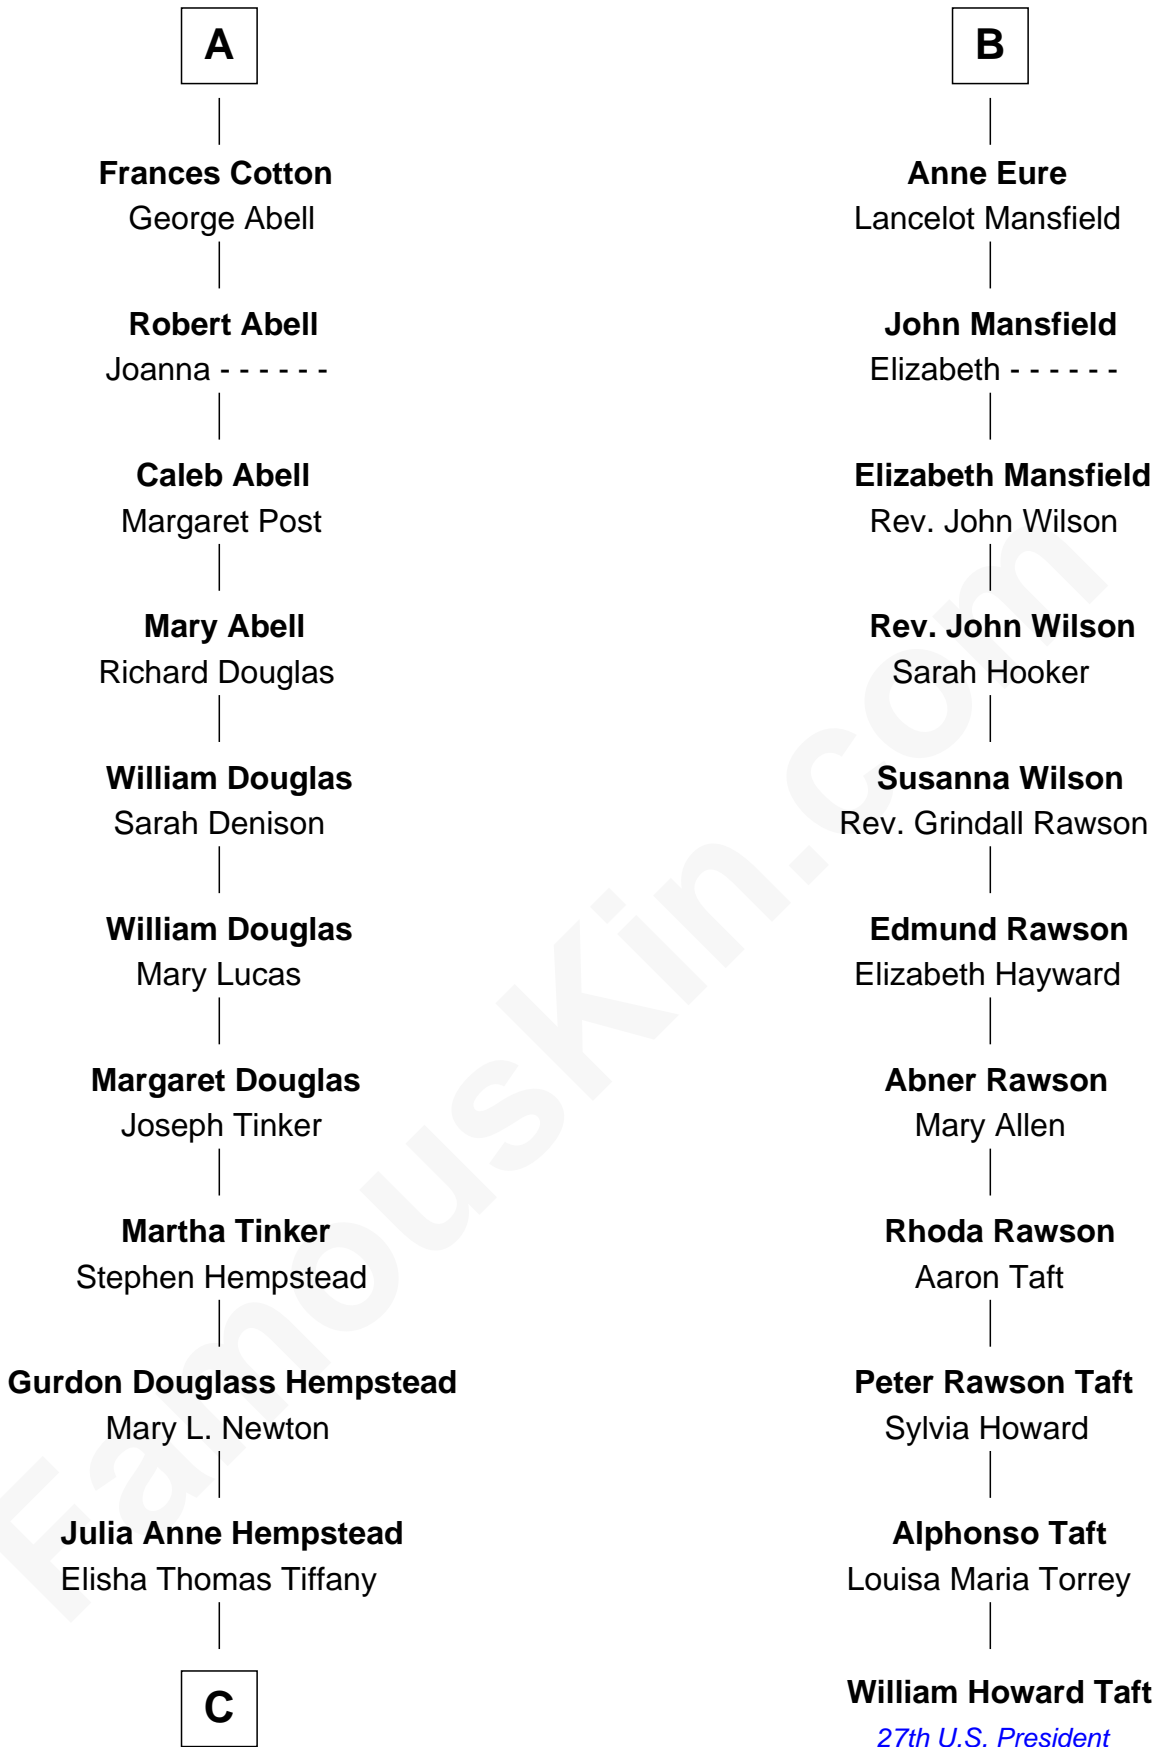 A
Frances Cotton
George Abell
Robert Abell
Joanna - - - - - -
Caleb Abell
Margaret Post
Mary Abell
Richard Douglas
William Douglas
Sarah Denison
William Douglas
Mary Lucas
Margaret Douglas
Joseph Tinker
Martha Tinker
Stephen Hempstead
Gurdon Douglass Hempstead
Mary L. Newton
Julia Anne Hempstead
Elisha Thomas Tiffany
C
B
Anne Eure
Lancelot Mansfield
John Mansfield
Elizabeth - - - - - -
Elizabeth Mansfield
Rev. John Wilson
Rev. John Wilson
Sarah Hooker
Susanna Wilson
Rev. Grindall Rawson
Edmund Rawson
Elizabeth Hayward
Abner Rawson
Mary Allen
Rhoda Rawson
Aaron Taft
Peter Rawson Taft
Sylvia Howard
Alphonso Taft
Louisa Maria Torrey
William Howard Taft
27th U.S. President
FamousKin.com